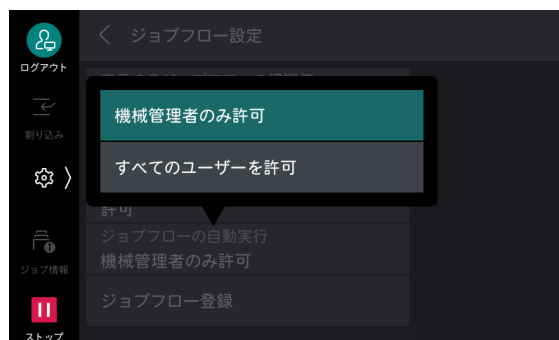 ログアウト
ジョブフロー設定
機械管理者のみ許可
割り込み
すべてのユーザーを許可
許可
ジョブフローの自動実行
機械管理者のみ許可
ジョブ情報
ジョブフロー登録
ストップ